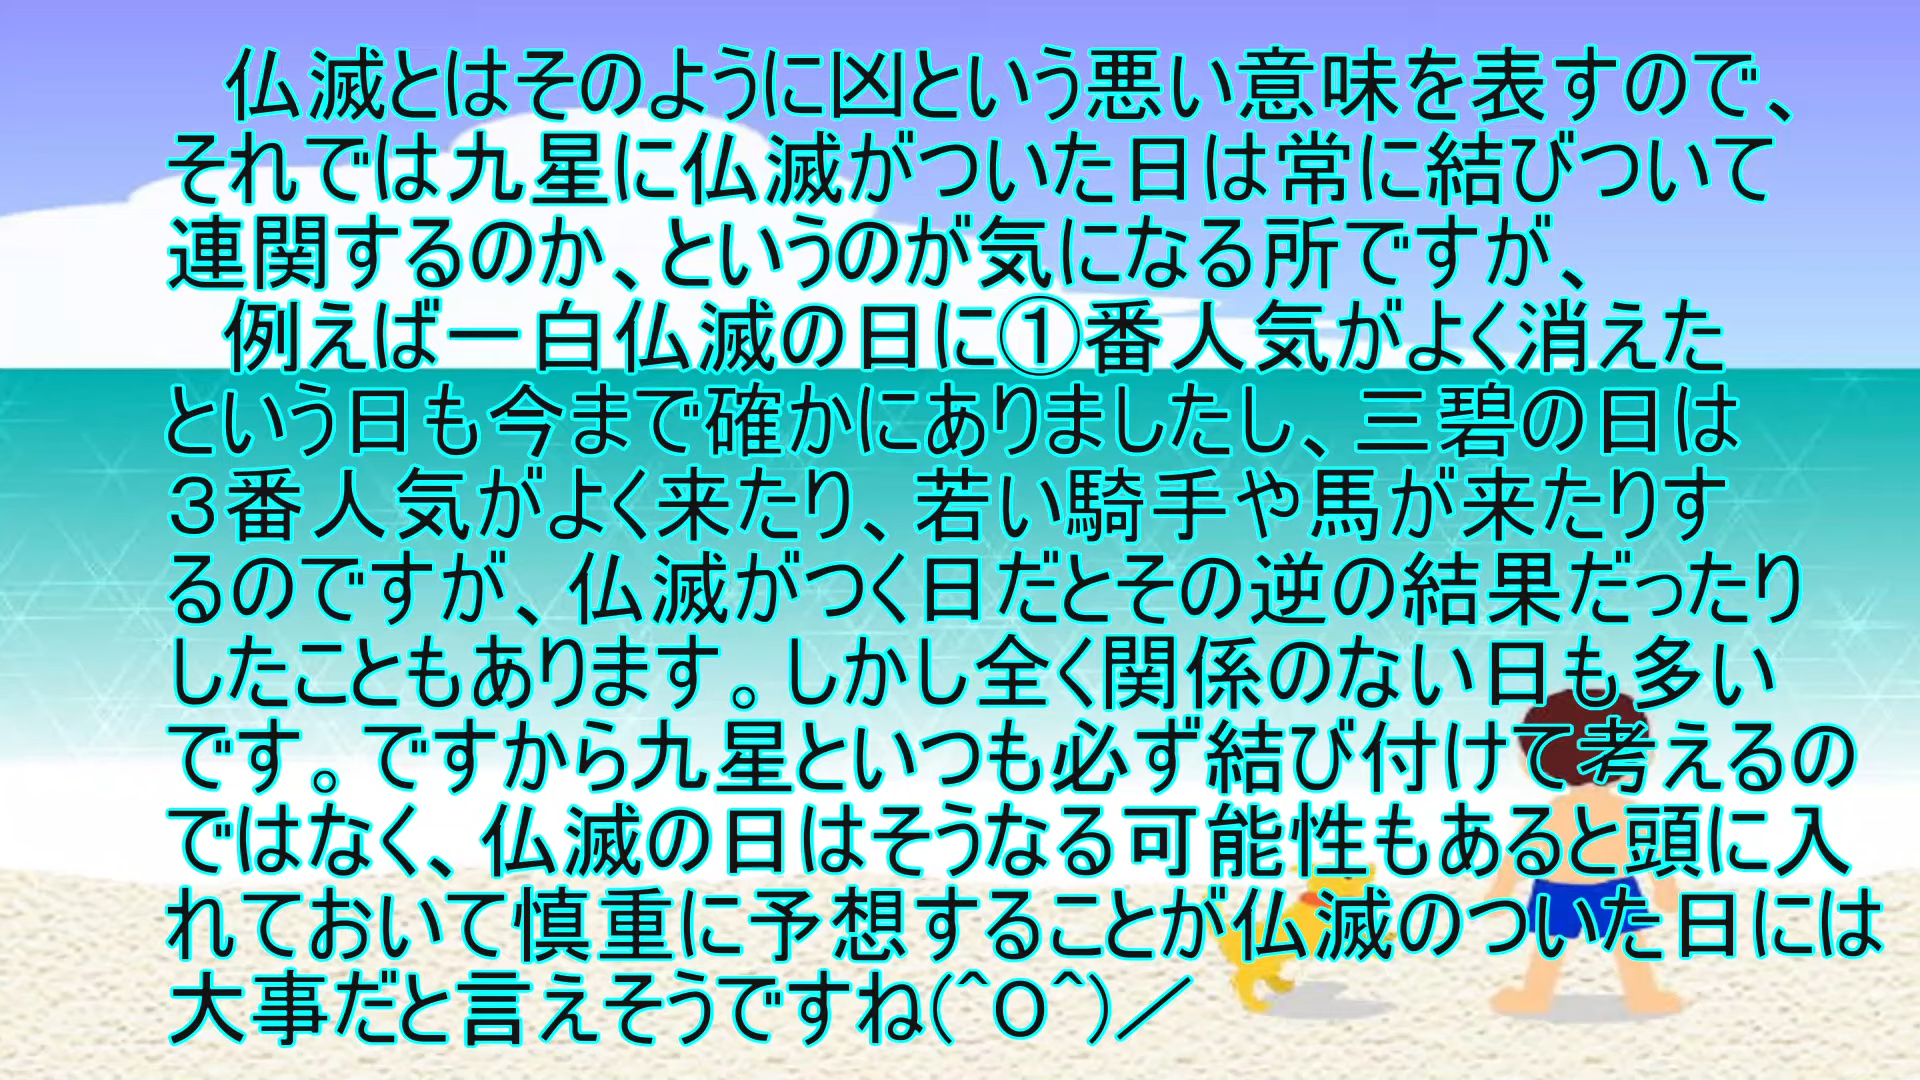 仏滅とはそのように凶という悪い意味を表すので、
それでは九星に仏滅がついた日は常に結びついて
連関するのか、というのが気になる所ですが、
例えば一白仏滅の日に①番人気がよく消えた
という日も今まで確かにありましたし、三碧の日は
３番人気がよく来たり、若い騎手や馬が来たりす
るのですが、仏滅がつく日だとその逆の結果だったり
したこともあります。しかし全く関係のない日も多い
です。ですから九星といつも必ず結び付けて考えるの
ではなく、仏滅の日はそうなる可能性もあると頭に入
れておいて慎重に予想することが仏滅のついた日には
大事だと言えそうですね(^O^)／